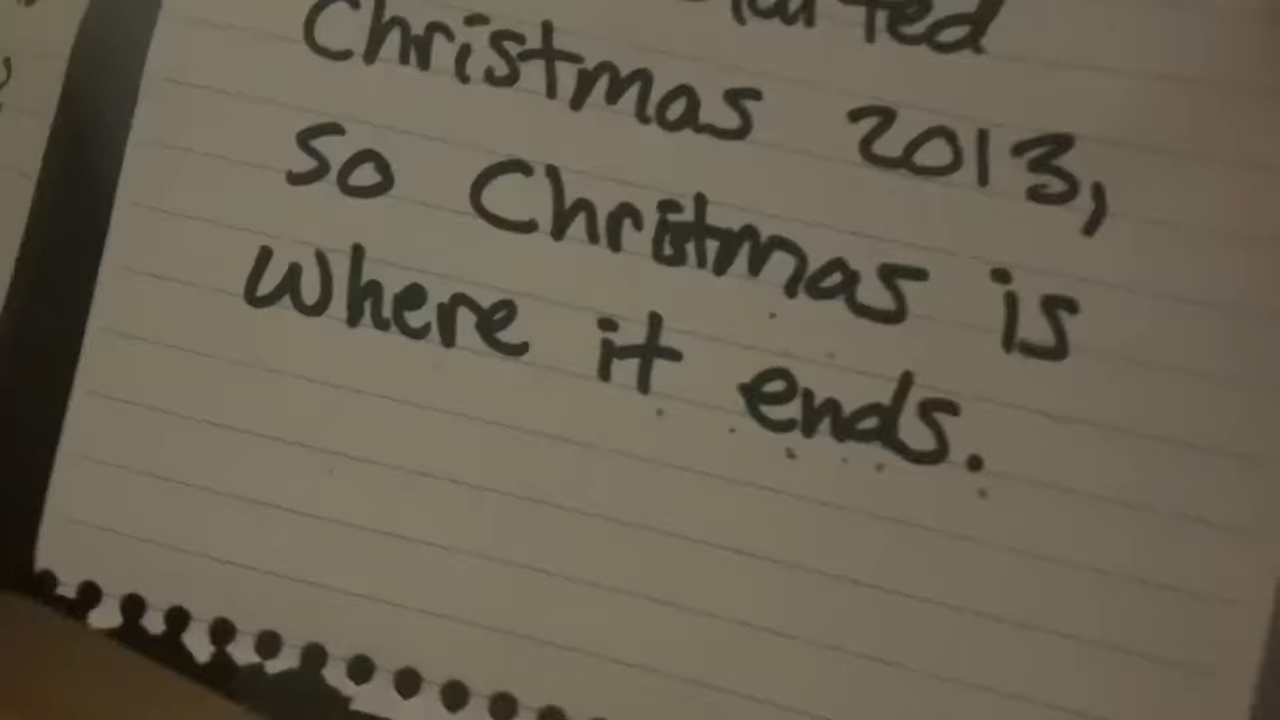 Christmas 2013,
so Christmas is
where it ends.